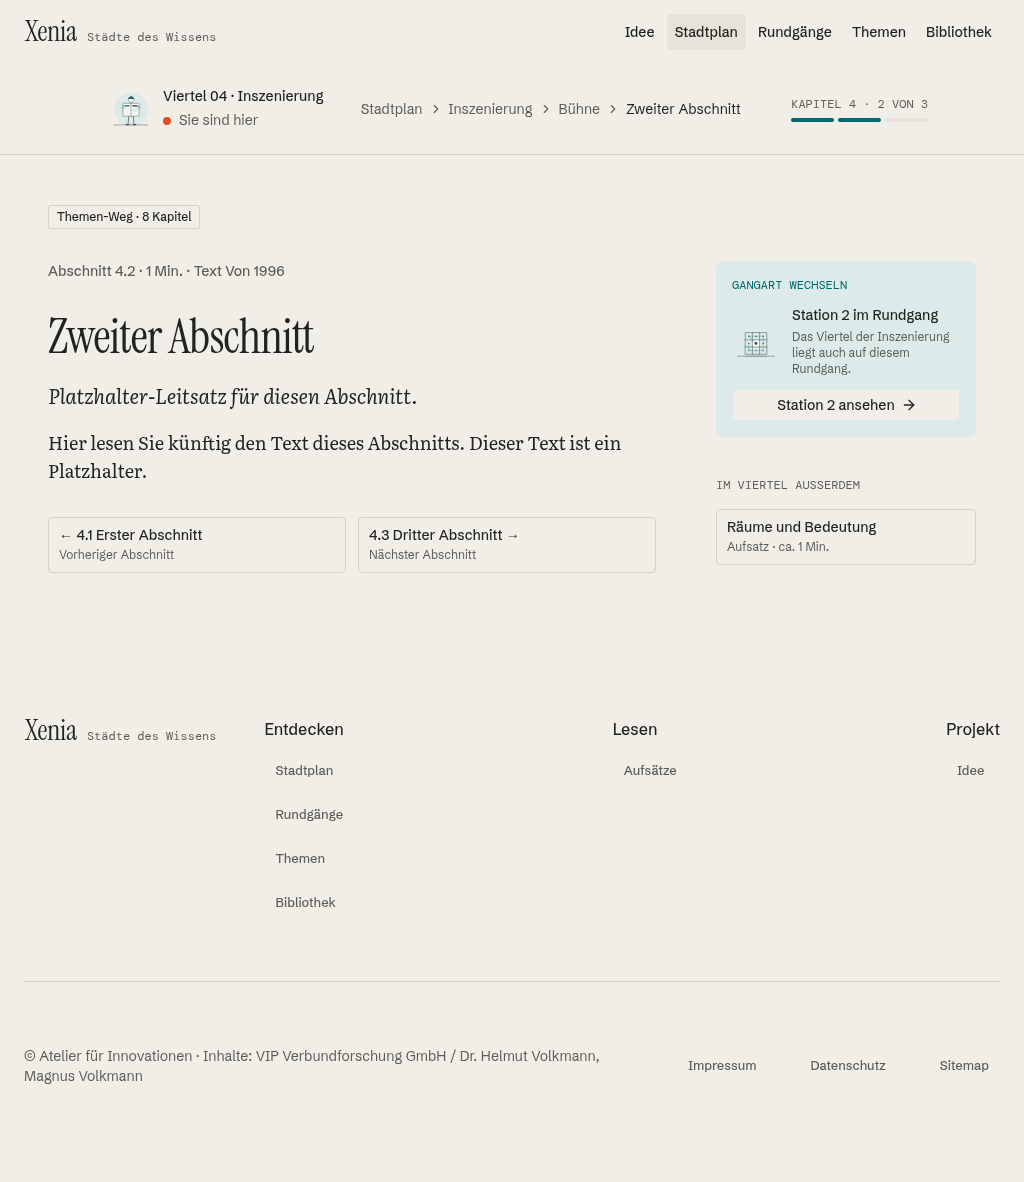 Xenia Städte des Wissens
Idee Stadtplan Rundgänge Themen Bibliothek
Viertel 04 · Inszenierung
Sie sind hier
Stadtplan > Inszenierung > Bühne > Zweiter Abschnitt
KAPITEL 4 · 2 VON 3
Themen-Weg · 8 Kapitel
Abschnitt 4.2 · 1 Min. · Text Von 1996
Zweiter Abschnitt
Platzhalter-Leitsatz für diesen Abschnitt.
Hier lesen Sie künftig den Text dieses Abschnitts. Dieser Text ist ein
Platzhalter.
← 4.1 Erster Abschnitt
Vorheriger Abschnitt
4.3 Dritter Abschnitt →
Nächster Abschnitt
GANGART WECHSELN
Station 2 im Rundgang
Das Viertel der Inszenierung
liegt auch auf diesem
Rundgang.
Station 2 ansehen →
IM VIERTEL AUSSERDEM
Räume und Bedeutung
Aufsatz · ca. 1 Min.
Xenia Städte des Wissens
Entdecken
Stadtplan
Rundgänge
Themen
Bibliothek
Lesen
Aufsätze
Projekt
Idee
© Atelier für Innovationen · Inhalte: VIP Verbundforschung GmbH / Dr. Helmut Volkmann,
Magnus Volkmann
Impressum Datenschutz Sitemap